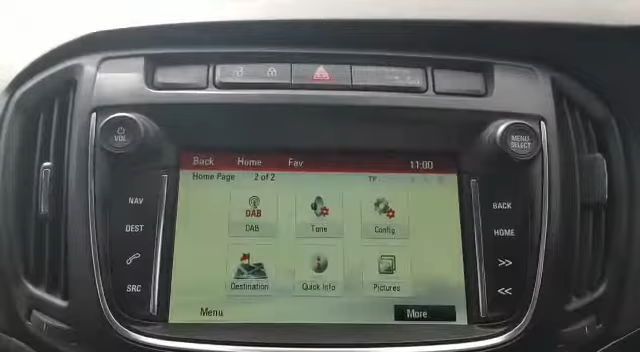 VOL
MENU
SELECT
Back Home Fav 11:00
Home Page 2 of 2 TP
NAV
DEST
SRC
DAB
DAB Tone Config
Destination Quick Info Pictures
Menu More
BACK
HOME
>>
<<